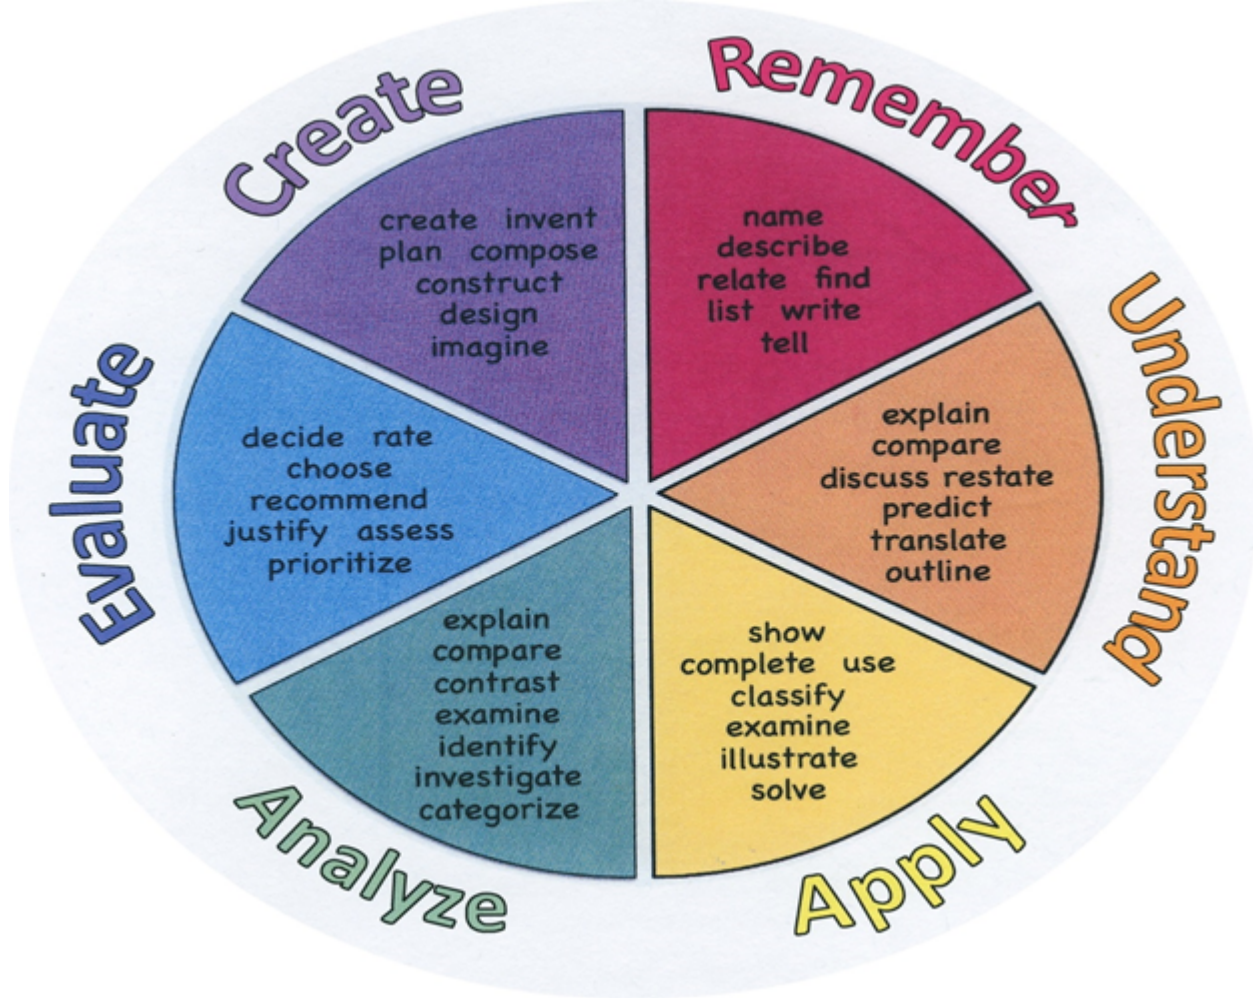 Create
create invent
plan compose
construct
design
imagine
Remember
name
describe
relate find
list write
tell
Understand
explain
compare
discuss restate
predict
translate
outline
Apply
show
complete use
classify
examine
illustrate
solve
Analyze
explain
compare
contrast
examine
identify
investigate
categorize
Evaluate
decide rate
choose
recommend
justify assess
prioritize